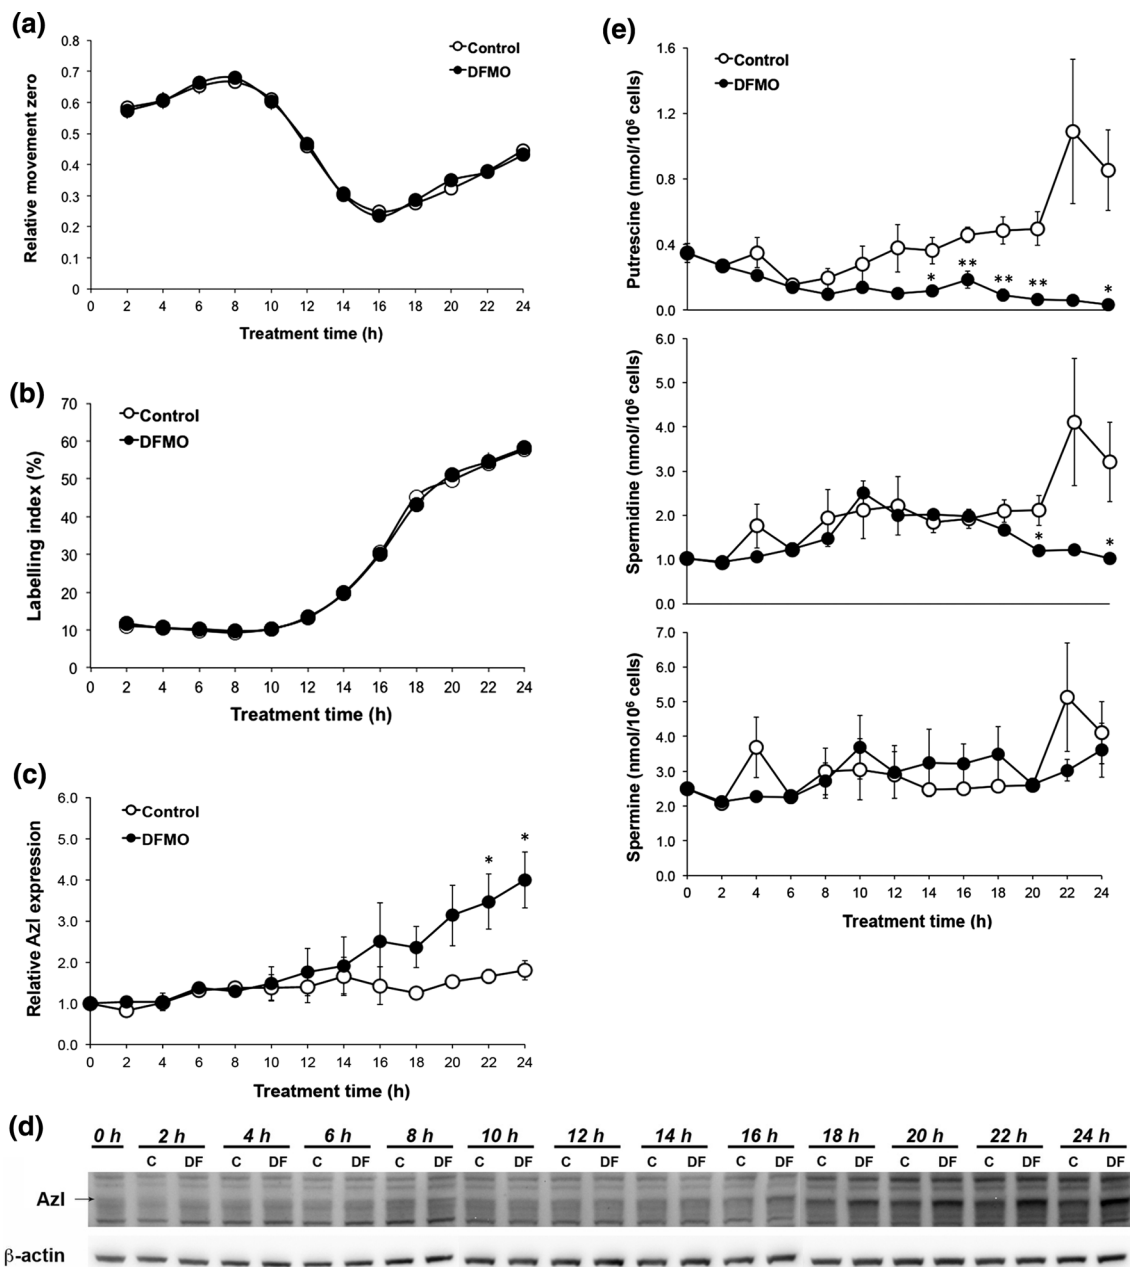 (a)
0.8
0.7
0.6
0.5
0.4
0.3
0.2
0.1
0
Relative movement zero
Control
DFMO
0 2 4 6 8 10 12 14 16 18 20 22 24
Treatment time (h)
(b)
70
60
50
40
30
20
10
0
Labelling index (%)
Control
DFMO
0 2 4 6 8 10 12 14 16 18 20 22 24
Treatment time (h)
(c)
6.0
5.0
4.0
3.0
2.0
1.0
0.0
Relative AzI expression
Control
DFMO
* *
0 2 4 6 8 10 12 14 16 18 20 22 24
Treatment time (h)
(e)
1.6
1.2
0.8
0.4
0.0
Putrescine (nmol/10⁶ cells)
Control
DFMO
* ** ** ** *
6.0
5.0
4.0
3.0
2.0
1.0
0.0
Spermidine (nmol/10⁶ cells)
* *
7.0
6.0
5.0
4.0
3.0
2.0
1.0
0.0
Spermine (nmol/10⁶ cells)
0 2 4 6 8 10 12 14 16 18 20 22 24
Treatment time (h)
(d)
0 h 2 h 4 h 6 h 8 h 10 h 12 h 14 h 16 h 18 h 20 h 22 h 24 h
C DF C DF C DF C DF C DF C DF C DF C DF C DF C DF C DF C DF
AzI
β-actin